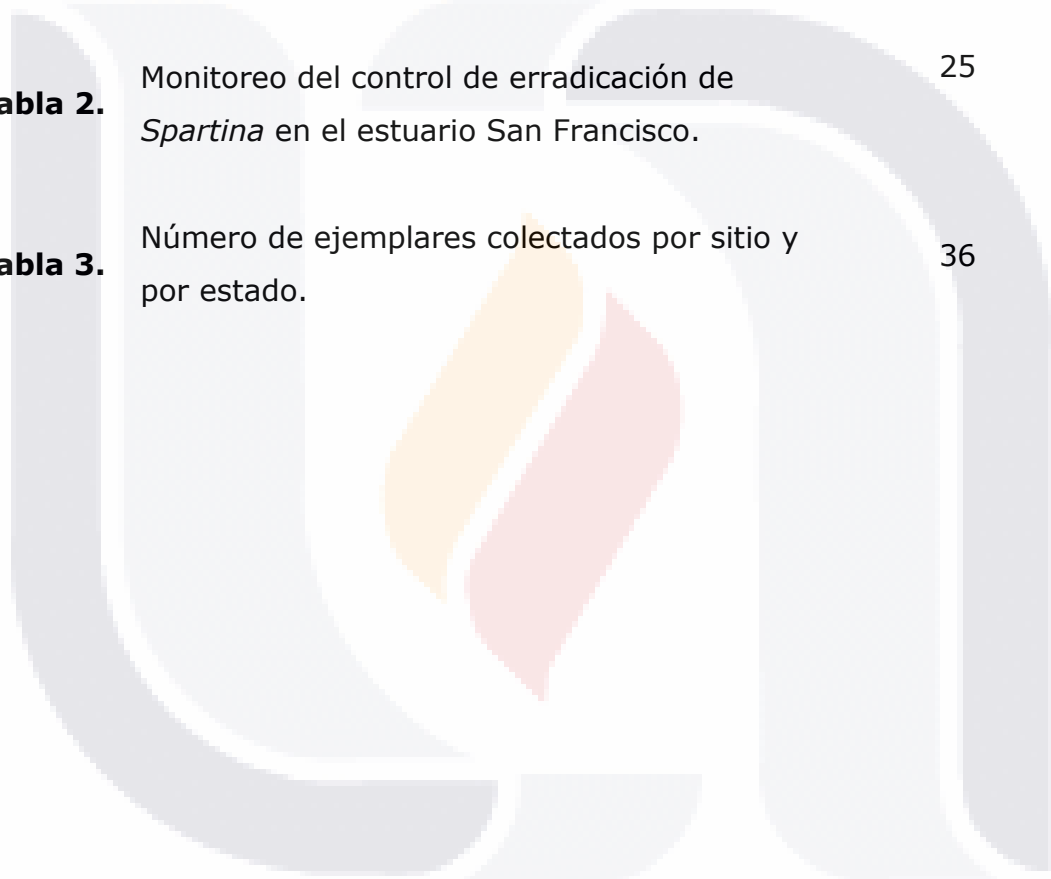 Monitoreo del control de erradicación de 25
abla 2.
Spartina en el estuario San Francisco.
Número de ejemplares colectados por sitio y 36
abla 3.
por estado.